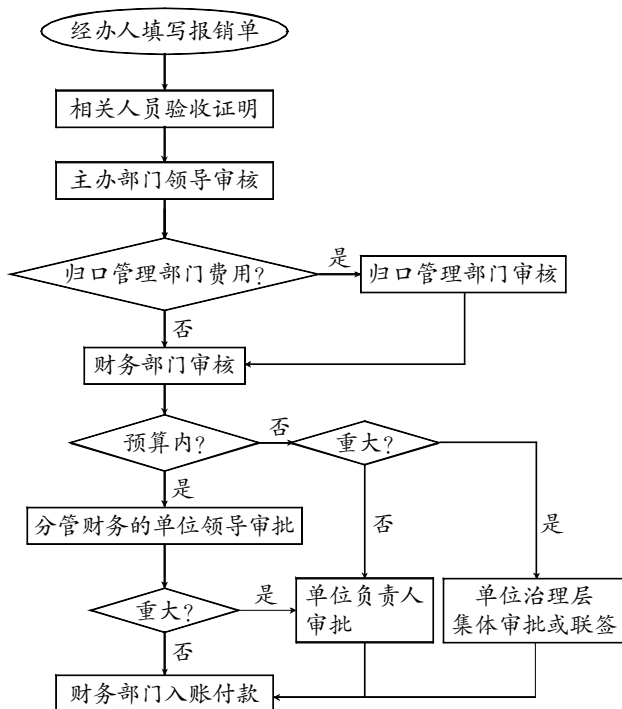 经办人填写报销单
相关人员验收证明
主办部门领导审核
归口管理部门费用?
是
归口管理部门审核
否
财务部门审核
预算内?
否
重大?
是
分管财务的单位领导审批
否
是
重大?
是
单位负责人
审批
单位治理层
集体审批或联签
否
财务部门入账付款